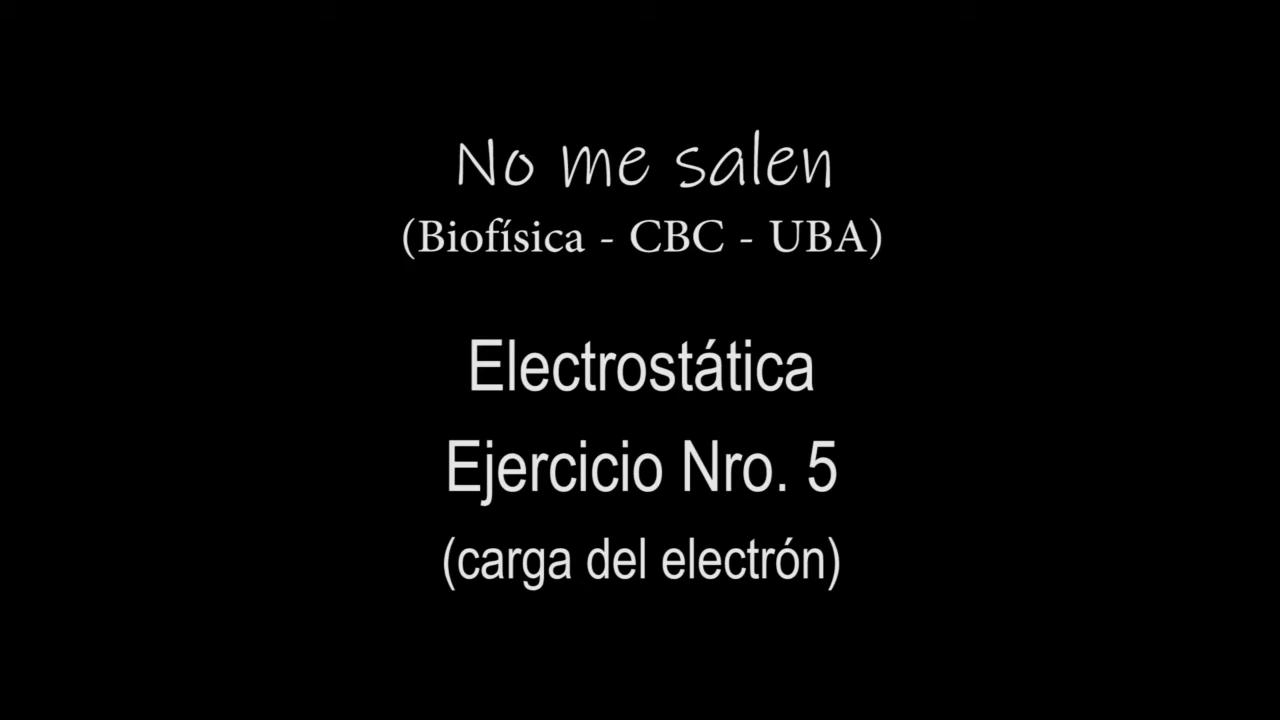 No me salen
(Biofísica - CBC - UBA)
Electrostática
Ejercicio Nro. 5
(carga del electrón)